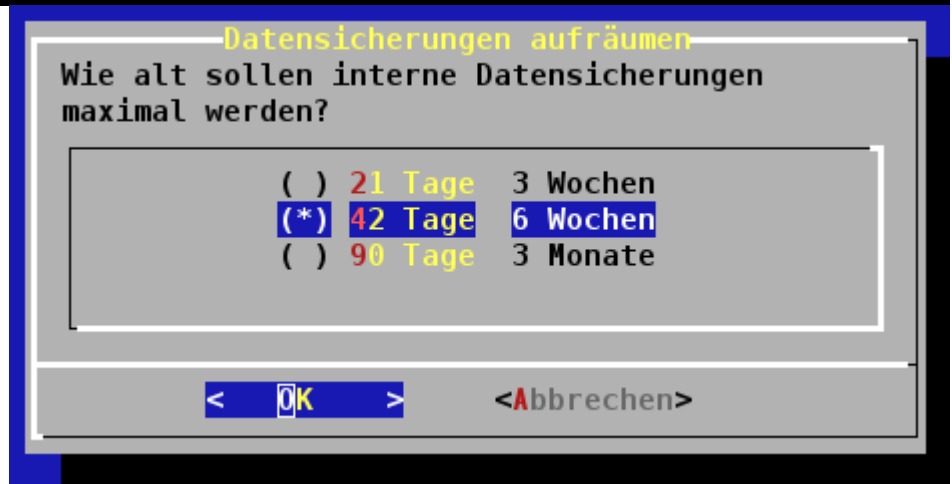 Datensicherungen aufräumen
Wie alt sollen interne Datensicherungen
maximal werden?
( ) 21 Tage 3 Wochen
(*) 42 Tage 6 Wochen
( ) 90 Tage 3 Monate
< OK > <Abbrechen>